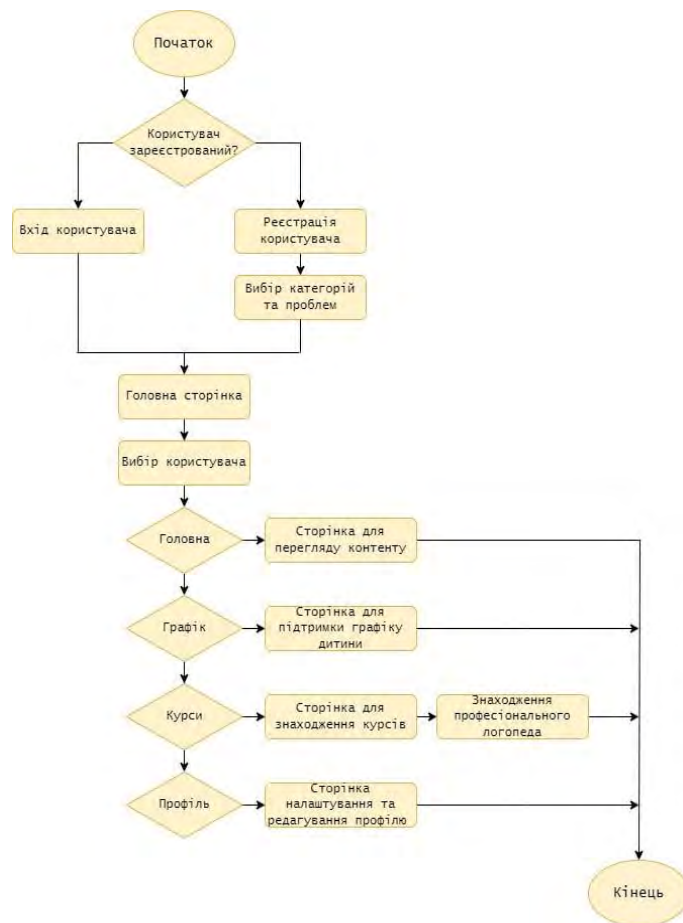 Початок
Користувач
зареєстрований?
Вхід користувача
Реєстрація
користувача
Вибір категорій
та проблем
Головна сторінка
Вибір користувача
Головна
Сторінка для
перегляду контенту
Графік
Сторінка для
підтримки графіку
дитини
Курси
Сторінка для
знаходження курсів
Знаходження
професіонального
логопеда
Профіль
Сторінка
налаштування та
редагування профілю
Кінець